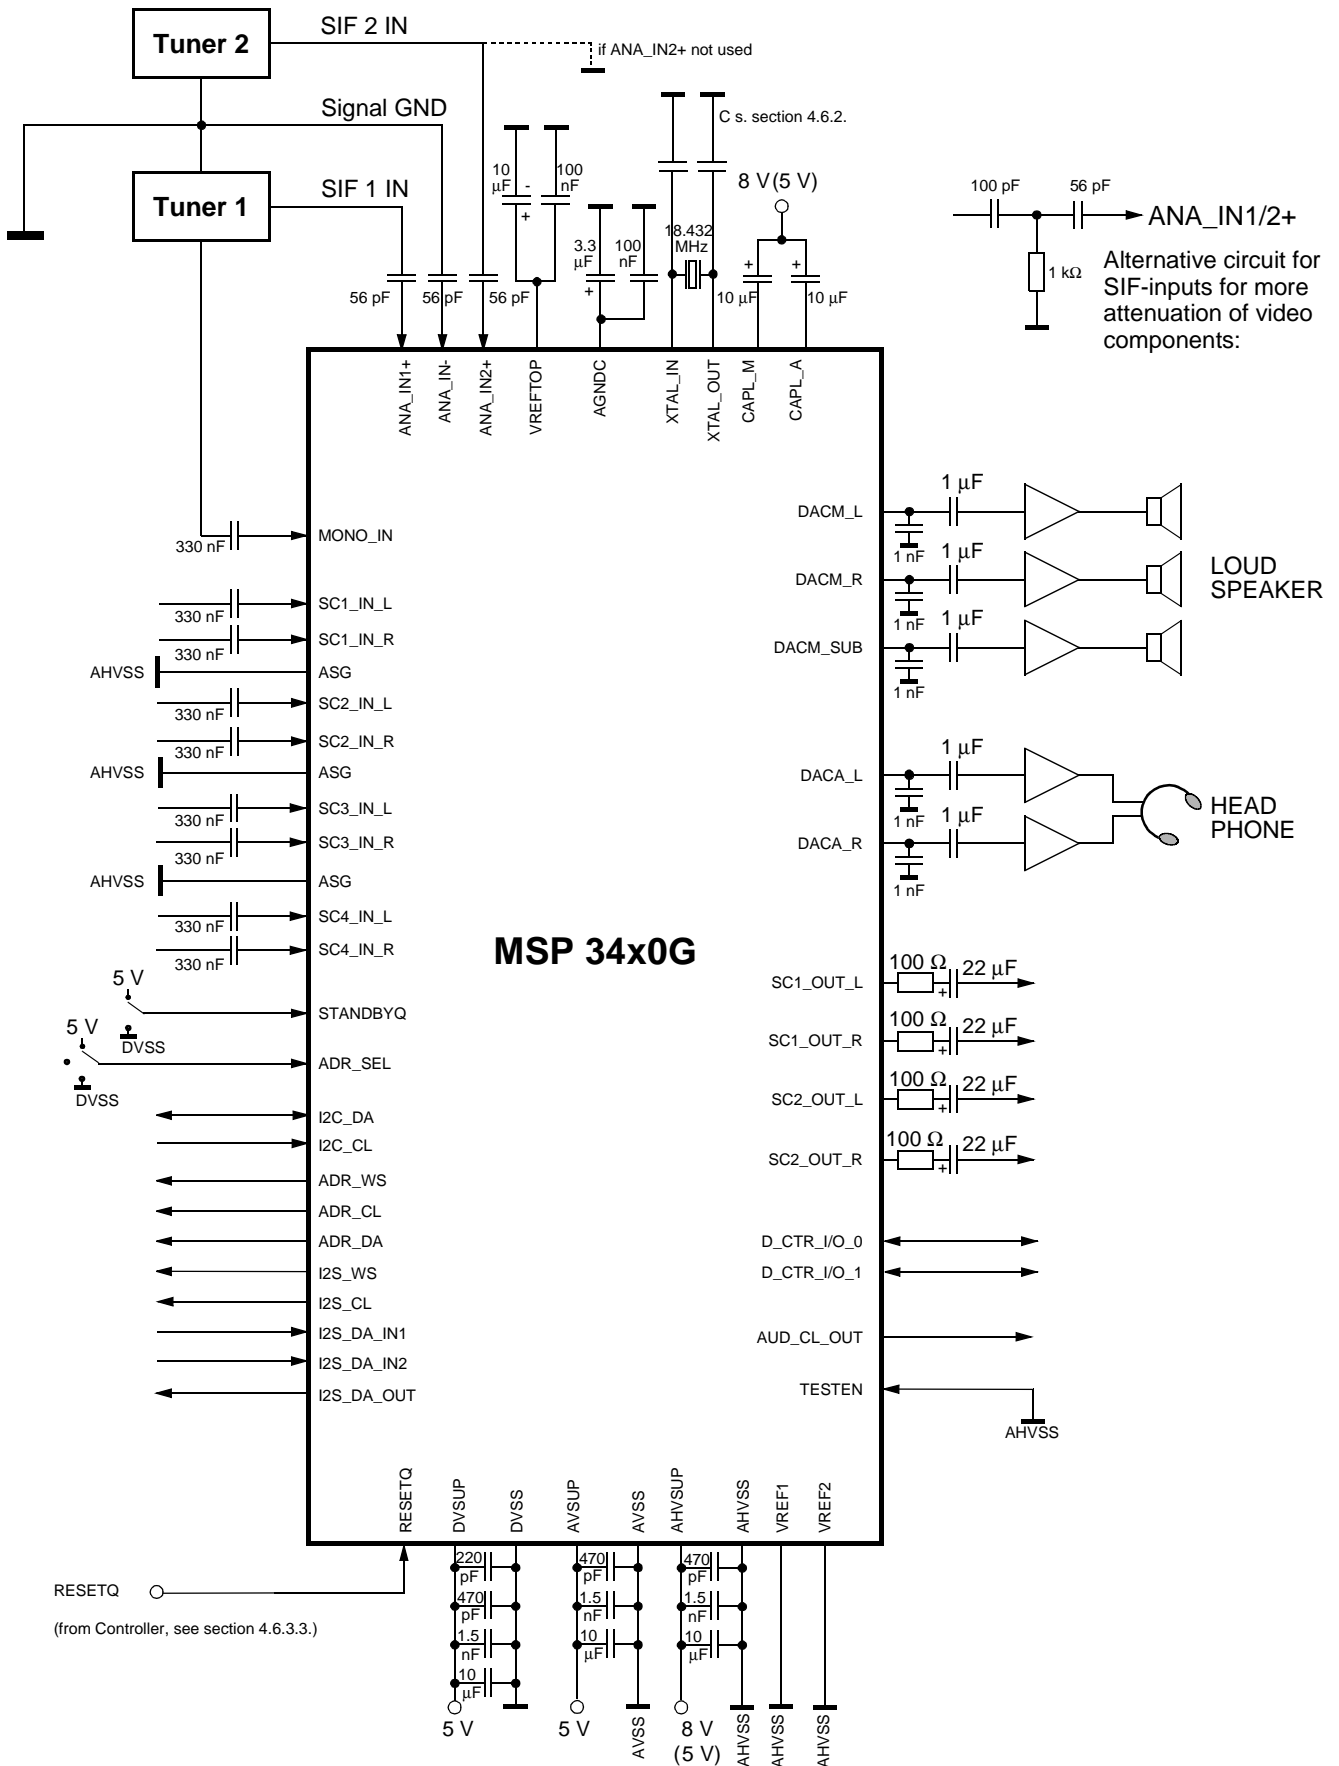 Tuner 2
SIF 2 IN
if ANA_IN2+ not used
Signal GND
Tuner 1
SIF 1 IN
C s. section 4.6.2.
10
µF
-
+
100
nF
8 V(5 V)
3.3
µF
+
100
nF
18.432
MHz
+
+
56 pF
56 pF
56 pF
10 µF
10 µF
100 pF
56 pF
ANA_IN1/2+
1 kΩ
Alternative circuit for
SIF-inputs for more
attenuation of video
components:
ANA_IN1+
ANA_IN-
ANA_IN2+
VREFTOP
AGNDC
XTAL_IN
XTAL_OUT
CAPL_M
CAPL_A
330 nF
MONO_IN
330 nF
SC1_IN_L
330 nF
SC1_IN_R
AHVSS
ASG
330 nF
SC2_IN_L
330 nF
SC2_IN_R
AHVSS
ASG
330 nF
SC3_IN_L
330 nF
SC3_IN_R
AHVSS
ASG
330 nF
SC4_IN_L
330 nF
SC4_IN_R
5 V
DVSS
STANDBYQ
5 V
DVSS
ADR_SEL
I2C_DA
I2C_CL
ADR_WS
ADR_CL
ADR_DA
I2S_WS
I2S_CL
I2S_DA_IN1
I2S_DA_IN2
I2S_DA_OUT
MSP 34x0G
DACM_L
1 µF
1 nF
DACM_R
1 µF
1 nF
DACM_SUB
1 µF
1 nF
LOUD
SPEAKER
DACA_L
1 µF
1 nF
DACA_R
1 µF
1 nF
HEAD
PHONE
SC1_OUT_L
100 Ω
+
22 µF
SC1_OUT_R
100 Ω
+
22 µF
SC2_OUT_L
100 Ω
+
22 µF
SC2_OUT_R
100 Ω
+
22 µF
D_CTR_I/O_0
D_CTR_I/O_1
AUD_CL_OUT
TESTEN
AHVSS
RESETQ
DVSUP
DVSS
AVSUP
AVSS
AHVSUP
AHVSS
VREF1
VREF2
RESETQ
(from Controller, see section 4.6.3.3.)
220
pF
470
pF
1.5
nF
10
µF
5 V
470
pF
1.5
nF
10
µF
5 V
AVSS
470
pF
1.5
nF
10
µF
8 V
(5 V)
AHVSS
AHVSS
AHVSS